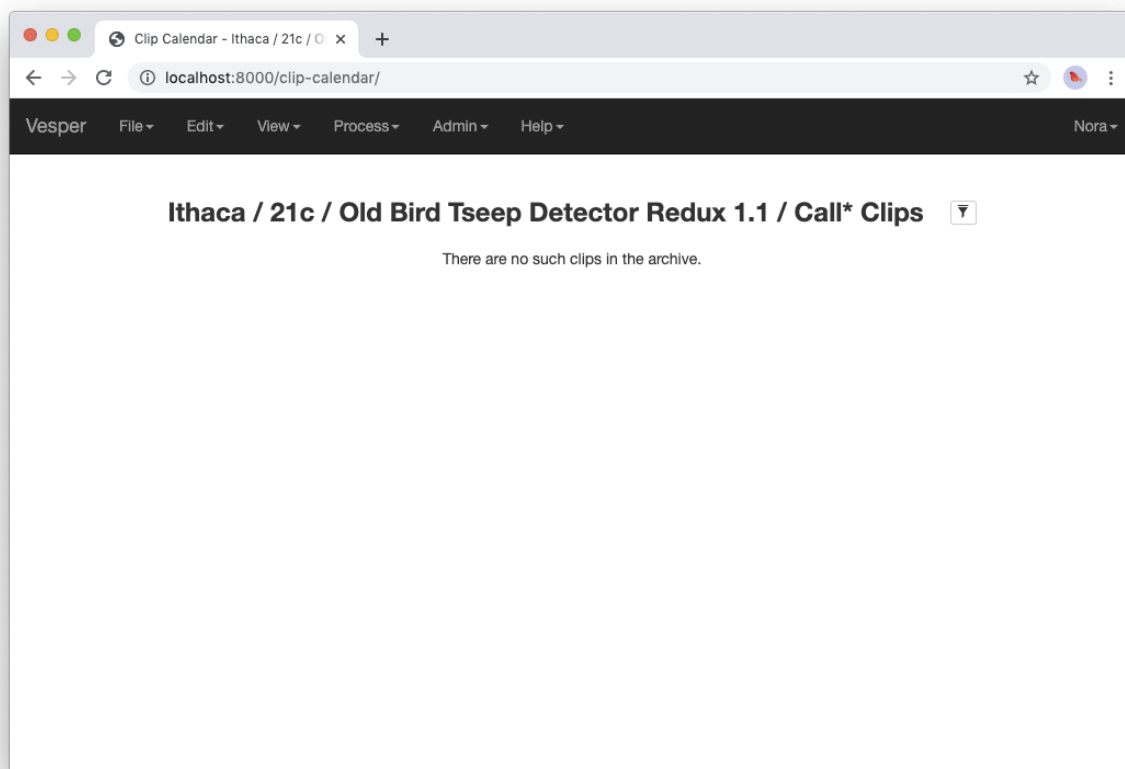 Clip Calendar - Ithaca / 21c / O
localhost:8000/clip-calendar/
Vesper File Edit View Process Admin Help Nora
Ithaca / 21c / Old Bird Tseep Detector Redux 1.1 / Call* Clips
There are no such clips in the archive.